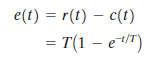 e(t) = r(t) − c(t)
= T(1 − e^{-t/T})